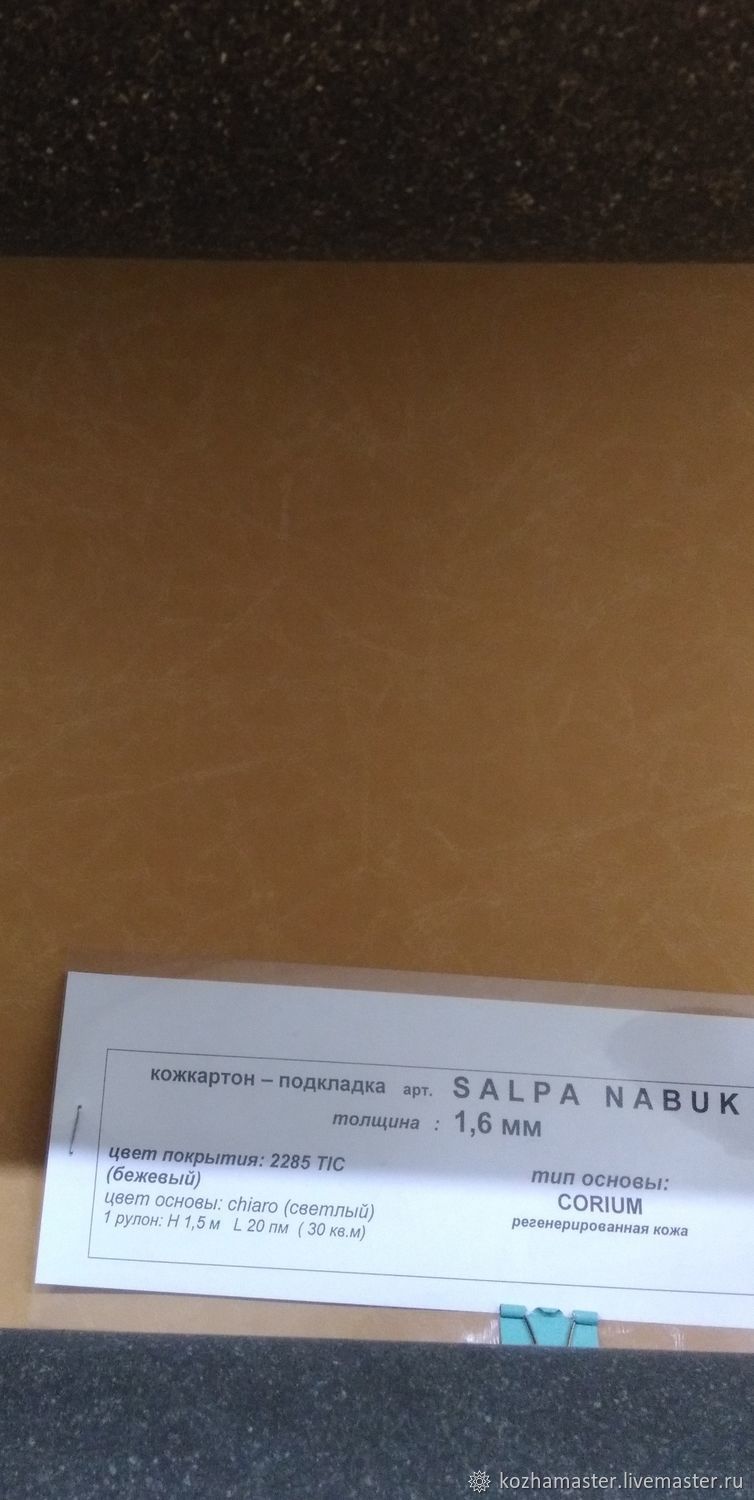 кожкартон – подкладка арт. SALPA NABUK
толщина : 1,6 мм
цвет покрытия: 2285 TIC
(бежевый)
цвет основы: chiaro (светлый)
1 рулон: H 1,5 м L 20 пм ( 30 кв.м)
тип основы:
CORIUM
регенерированная кожа
kozhamaster.livemaster.ru